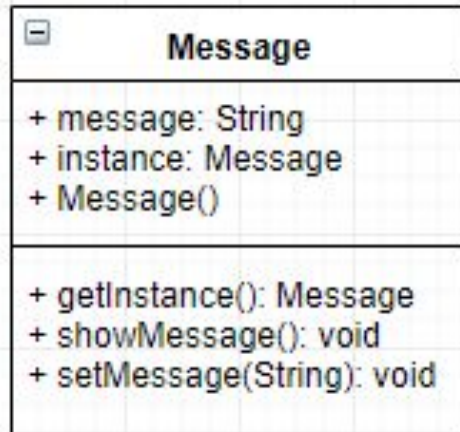 Message
+ message: String
+ instance: Message
+ Message()
+ getInstance(): Message
+ showMessage(): void
+ setMessage(String): void